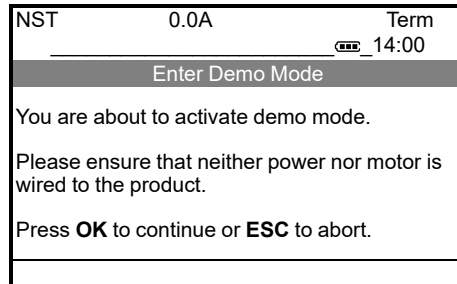 NST 0.0A Term
14:00
Enter Demo Mode
You are about to activate demo mode.
Please ensure that neither power nor motor is
wired to the product.
Press OK to continue or ESC to abort.